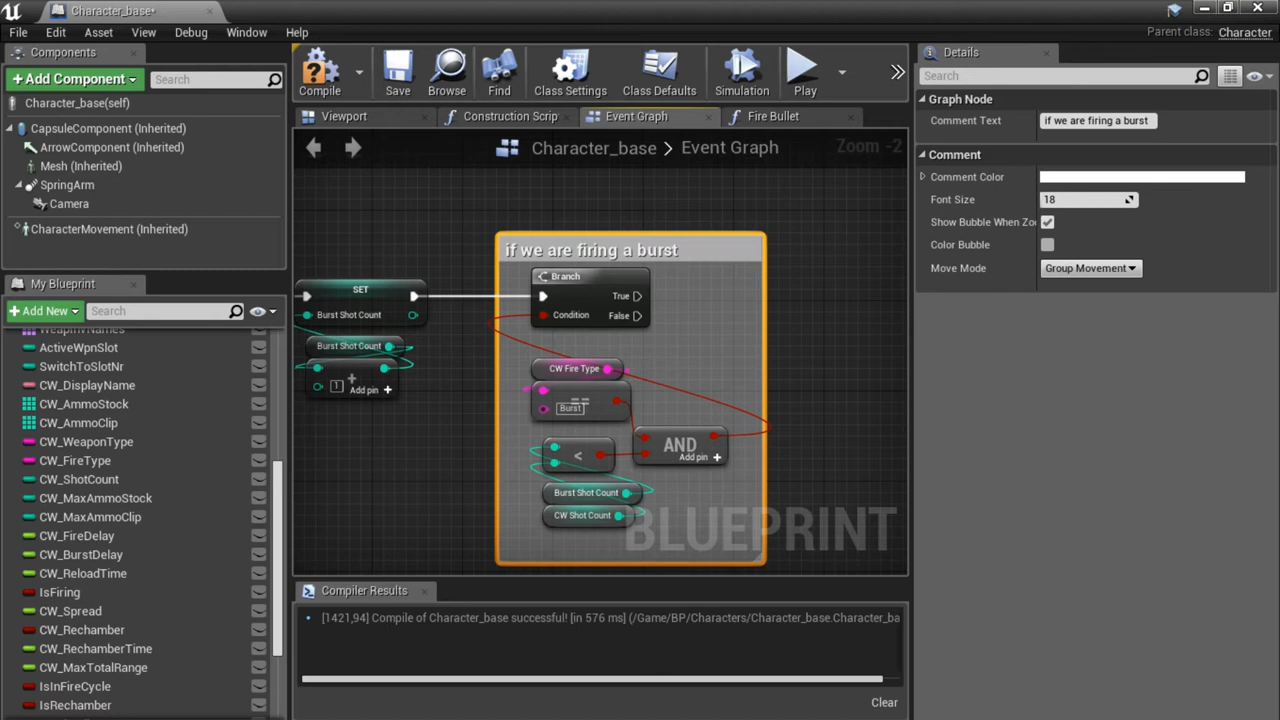 Character_base*
File Edit Asset View Debug Window Help
Parent class: Character
Components
+Add Component
Search
Character_base(self)
CapsuleComponent (Inherited)
ArrowComponent (Inherited)
Mesh (Inherited)
SpringArm
Camera
CharacterMovement (Inherited)
My Blueprint
+Add New
Search
ActiveWpnSlot
SwitchToSlotNr
CW_DisplayName
CW_AmmoStock
CW_AmmoClip
CW_WeaponType
CW_FireType
CW_ShotCount
CW_MaxAmmoStock
CW_MaxAmmoClip
CW_FireDelay
CW_BurstDelay
CW_ReloadTime
IsFiring
CW_Spread
CW_Rechamber
CW_RechamberTime
CW_MaxTotalRange
IsInFireCycle
IsRechamber
Compile
Save
Browse
Find
Class Settings
Class Defaults
Simulation
Play
Viewport
Construction Scrip
Event Graph
Fire Bullet
Character_base > Event Graph
Zoom -2
SET
Burst Shot Count
Burst Shot Count
1
+
Add pin +
if we are firing a burst
Branch
True
Condition
False
CW Fire Type
==
Burst
<
AND
Add pin +
Burst Shot Count
CW Shot Count
BLUEPRINT
Compiler Results
[1421,94] Compile of Character_base successful! [in 576 ms] (/Game/BP/Characters/Character_base.Character_ba
Clear
Details
Search
Graph Node
Comment Text
if we are firing a burst
Comment
Comment Color
Font Size
18
Show Bubble When Zo
Color Bubble
Move Mode
Group Movement